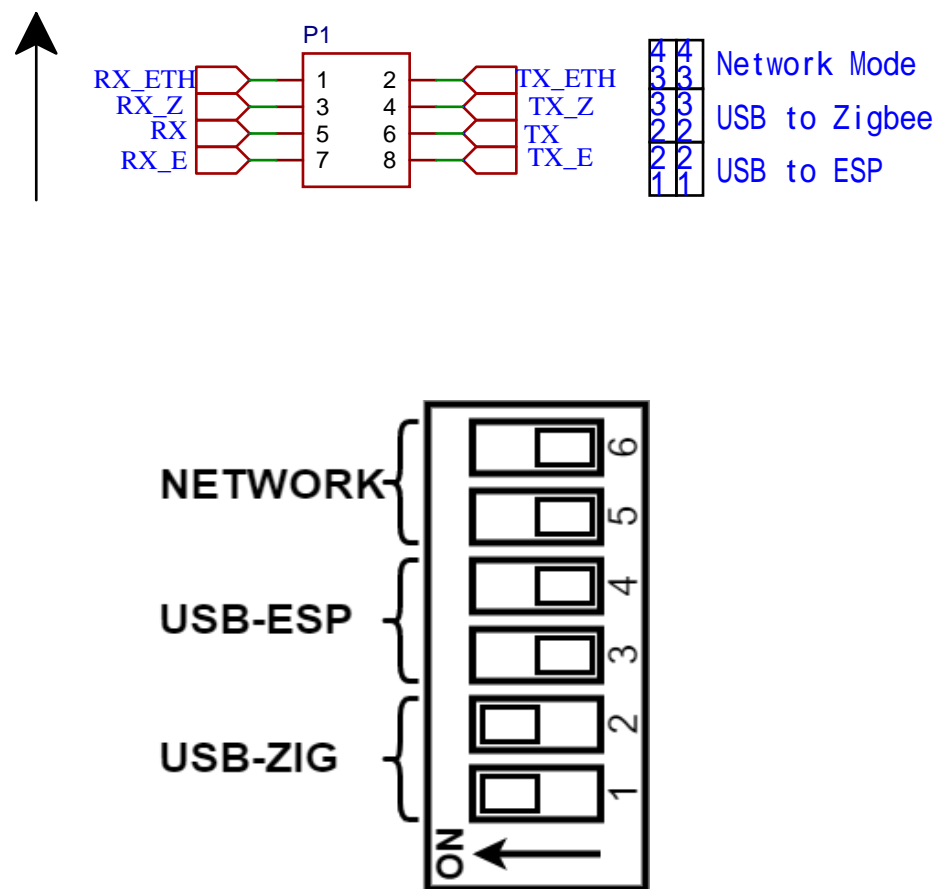 P1
RX_ETH 1 2 TX_ETH
RX_Z 3 4 TX_Z
RX 5 6 TX
RX_E 7 8 TX_E
4 4
3 3 Network Mode
3 3
2 2 USB to Zigbee
2 2
1 1 USB to ESP
6
NETWORK
5
4
USB-ESP
3
2
USB-ZIG
1
ON